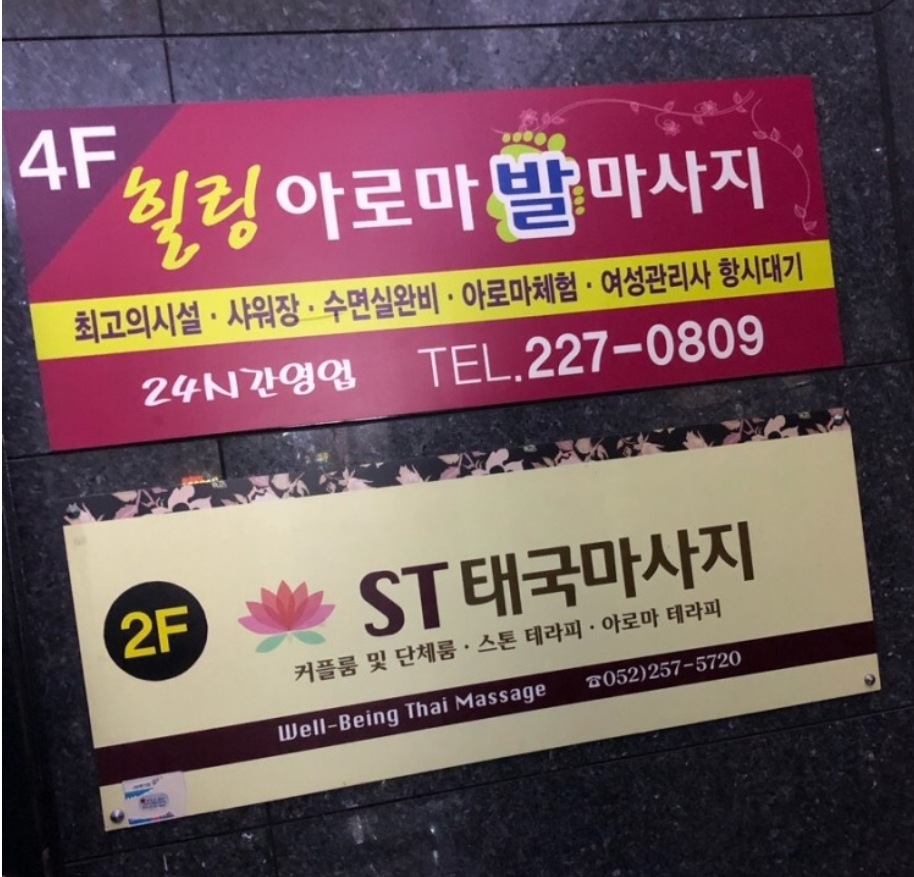 4F
힐링 아로마 발 마사지
최고의시설 · 샤워장 · 수면실완비 · 아로마체험 · 여성관리사 항시대기
24시간영업 TEL.227-0809
2F
ST 태국마사지
커플룸 및 단체룸 · 스톤 테라피 · 아로마 테라피
Well-Being Thai Massage ☎052)257-5720